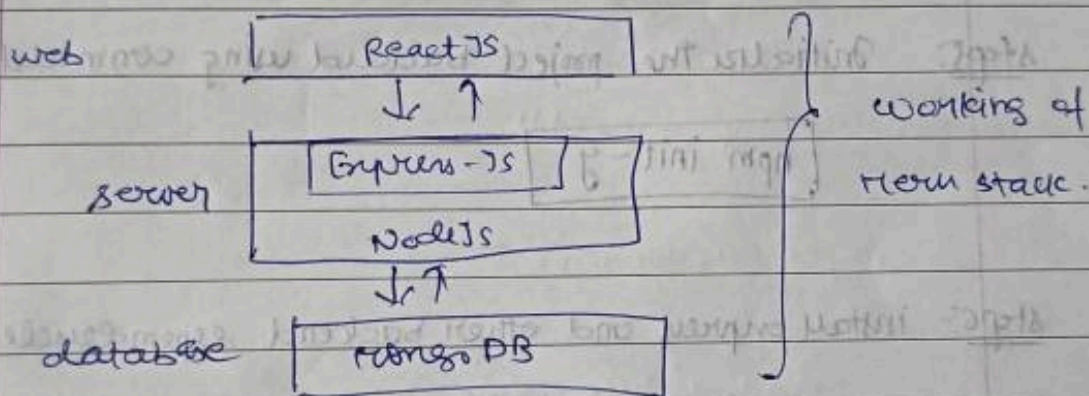 web ReactJS
working of
Express-JS
server Mern stack.
NodeJs
database MongoDB